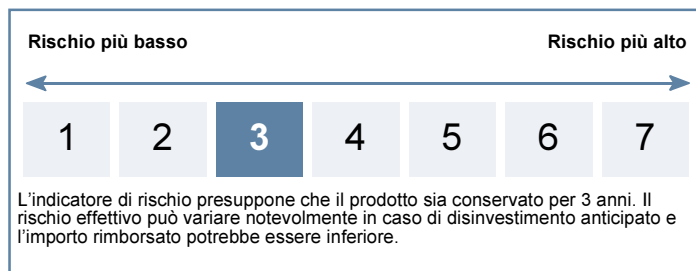 Rischio più basso Rischio più alto
1 2 3 4 5 6 7
L'indicatore di rischio presuppone che il prodotto sia conservato per 3 anni. Il
rischio effettivo può variare notevolmente in caso di disinvestimento anticipato e
l'importo rimborsato potrebbe essere inferiore.